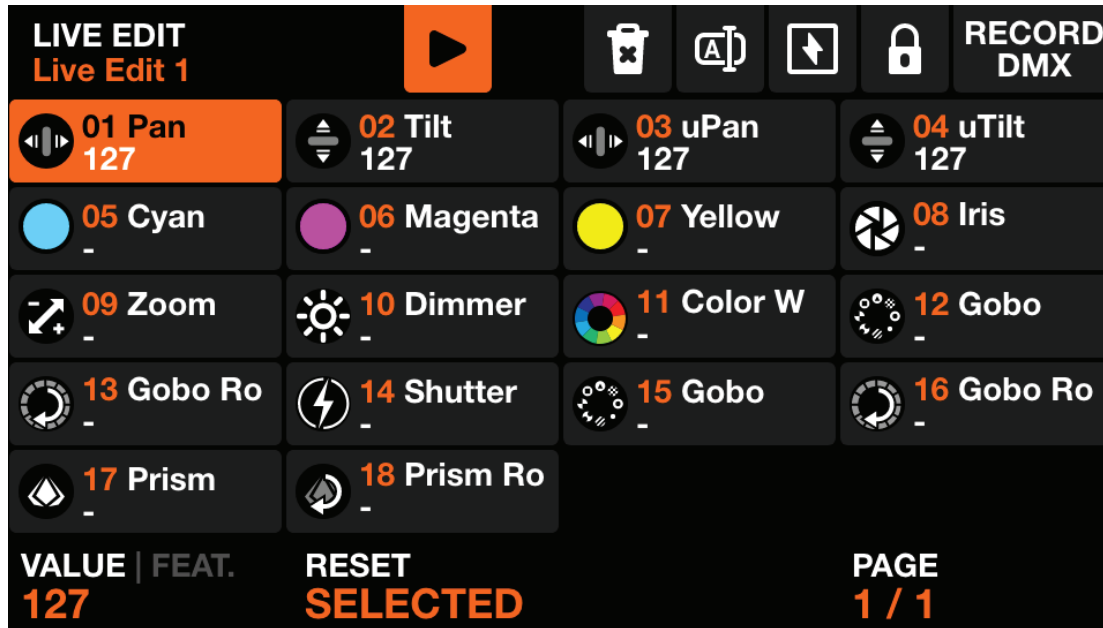 LIVE EDIT
Live Edit 1
A
RECORD
DMX
01 Pan
127
02 Tilt
127
03 uPan
127
04 uTilt
127
05 Cyan
-
06 Magenta
-
07 Yellow
-
08 Iris
-
09 Zoom
-
10 Dimmer
-
11 Color W
-
12 Gobo
-
13 Gobo Ro
-
14 Shutter
-
15 Gobo
-
16 Gobo Ro
-
17 Prism
-
18 Prism Ro
-
VALUE | FEAT.
127
RESET
SELECTED
PAGE
1 / 1